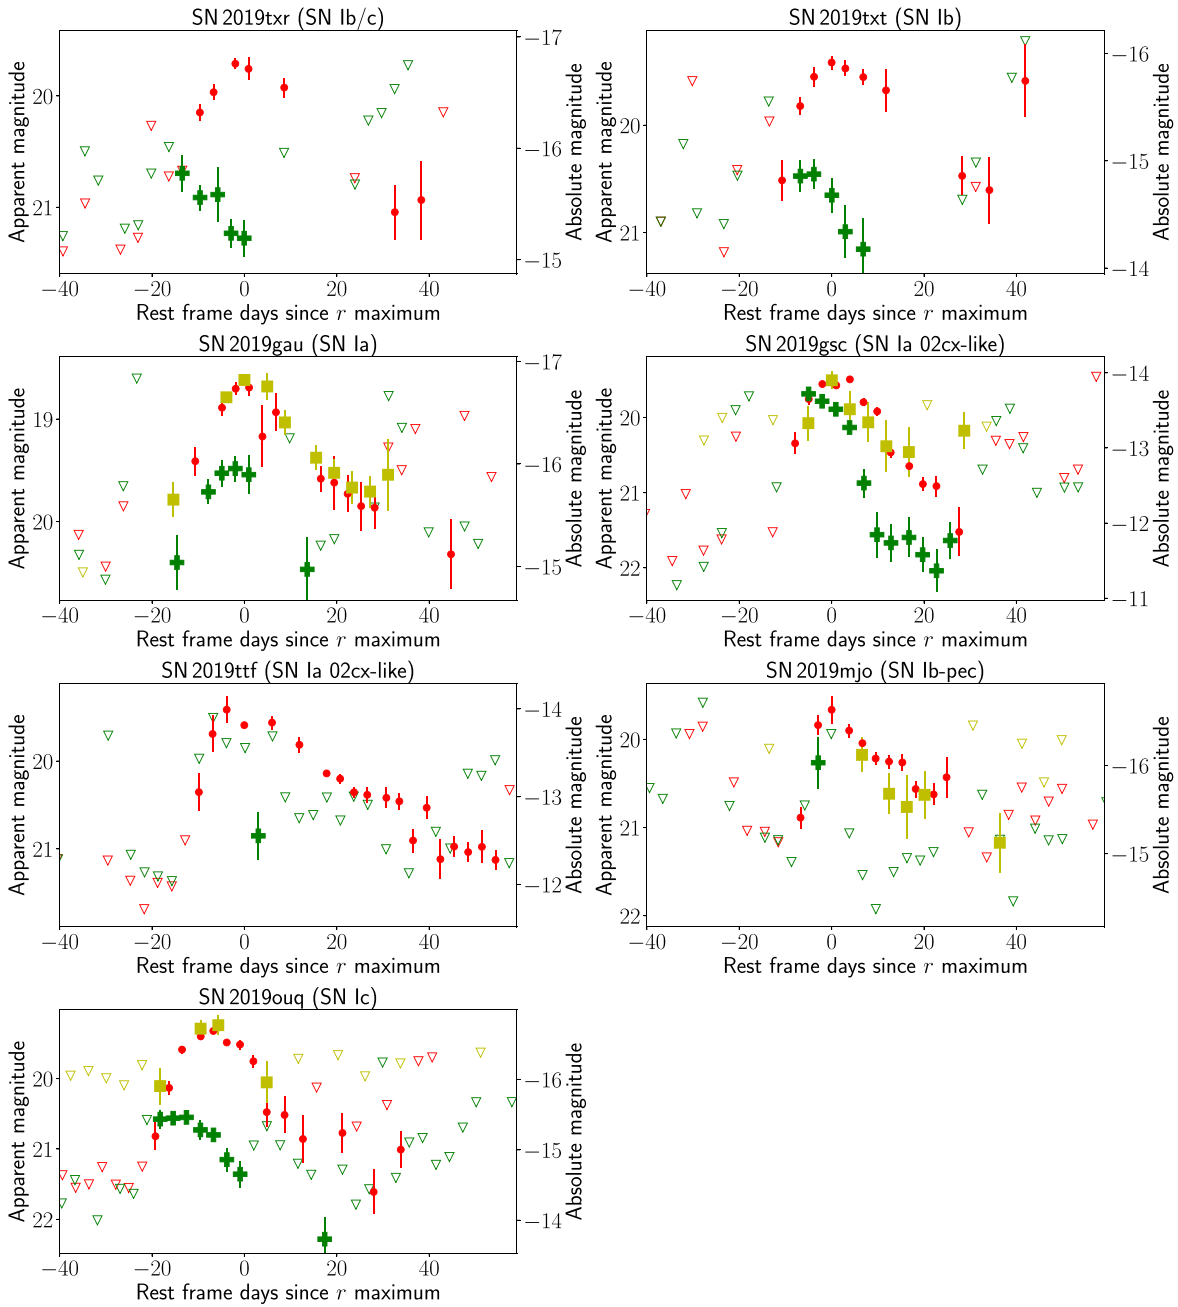 SN 2019txr (SN Ib/c)
Apparent magnitude
20
21
−17
−16
−15
Absolute magnitude
−40 −20 0 20 40
Rest frame days since r maximum
SN 2019txt (SN Ib)
Apparent magnitude
20
21
−16
−15
−14
Absolute magnitude
−40 −20 0 20 40
Rest frame days since r maximum
SN 2019gau (SN Ia)
Apparent magnitude
19
20
−17
−16
−15
Absolute magnitude
−40 −20 0 20 40
Rest frame days since r maximum
SN 2019gsc (SN Ia 02cx-like)
Apparent magnitude
20
21
22
−14
−13
−12
−11
Absolute magnitude
−40 −20 0 20 40
Rest frame days since r maximum
SN 2019ttf (SN Ia 02cx-like)
Apparent magnitude
20
21
−14
−13
−12
Absolute magnitude
−40 −20 0 20 40
Rest frame days since r maximum
SN 2019mjo (SN Ib-pec)
Apparent magnitude
20
21
22
−16
−15
Absolute magnitude
−40 −20 0 20 40
Rest frame days since r maximum
SN 2019ouq (SN Ic)
Apparent magnitude
20
21
22
−16
−15
−14
Absolute magnitude
−40 −20 0 20 40
Rest frame days since r maximum